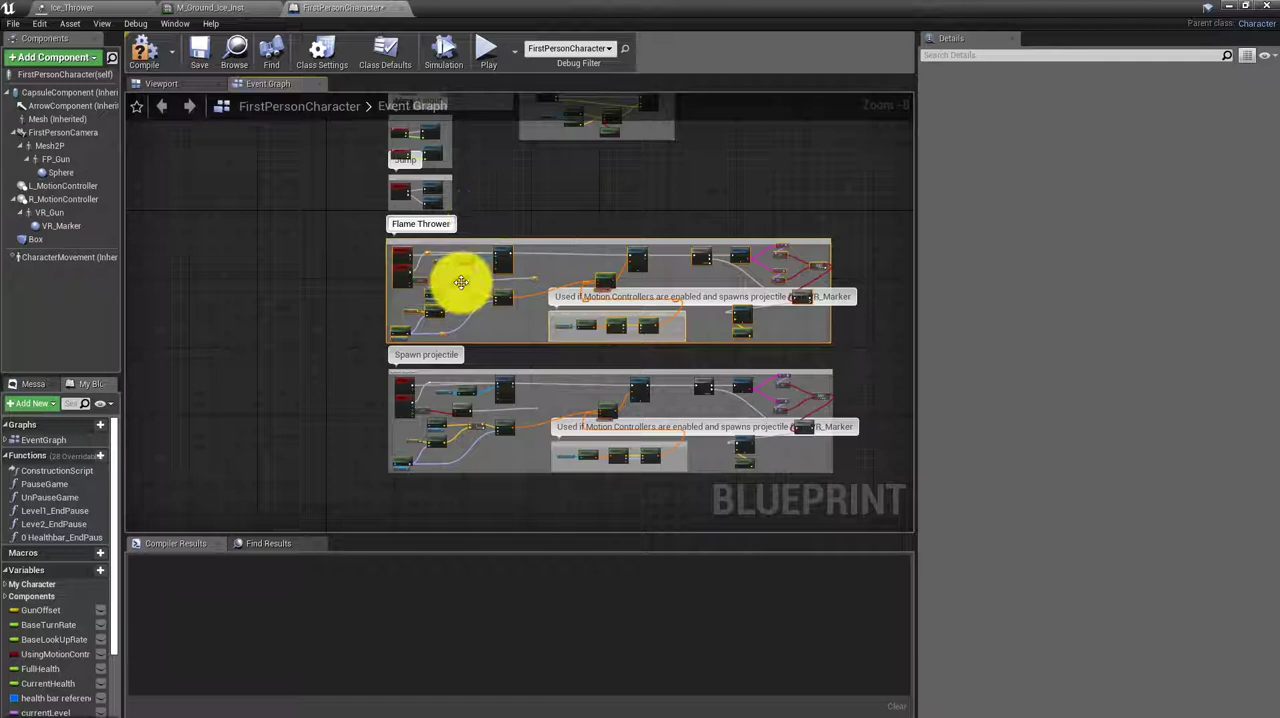 Ice_Thrower
M_Ground_Ice_Inst
FirstPersonCharacter*
File
Edit
Asset
View
Debug
Window
Help
Parent class: Character
Components
Details
Add Component
Search Details
Compile
Save
Browse
Find
Class Settings
Class Defaults
Simulation
Play
FirstPersonCharacter
Debug Filter
FirstPersonCharacter(self)
Viewport
Event Graph
FirstPersonCharacter > Event Graph
Zoom -8
CapsuleComponent (Inheri
ArrowComponent (Inherit
Mesh (Inherited)
FirstPersonCamera
Mesh2P
FP_Gun
Sphere
L_MotionController
R_MotionController
VR_Gun
VR_Marker
Box
CharacterMovement (Inher
Jump
Flame Thrower
Used if Motion Controllers are enabled and spawns projectile
R_Marker
Spawn projectile
Used if Motion Controllers are enabled and spawns projectile
R_Marker
BLUEPRINT
Messa
My Bl
Add New
Graphs
EventGraph
Functions (28 Overridab
ConstructionScript
PauseGame
UnPauseGame
Level1_EndPause
Leve2_EndPause
0 Healthbar_EndPaus
Macros
Variables
My Character
Components
GunOffset
BaseTurnRate
BaseLookUpRate
UsingMotionContr
FullHealth
CurrentHealth
health bar referen
currentLevel
Compiler Results
Find Results
Clear